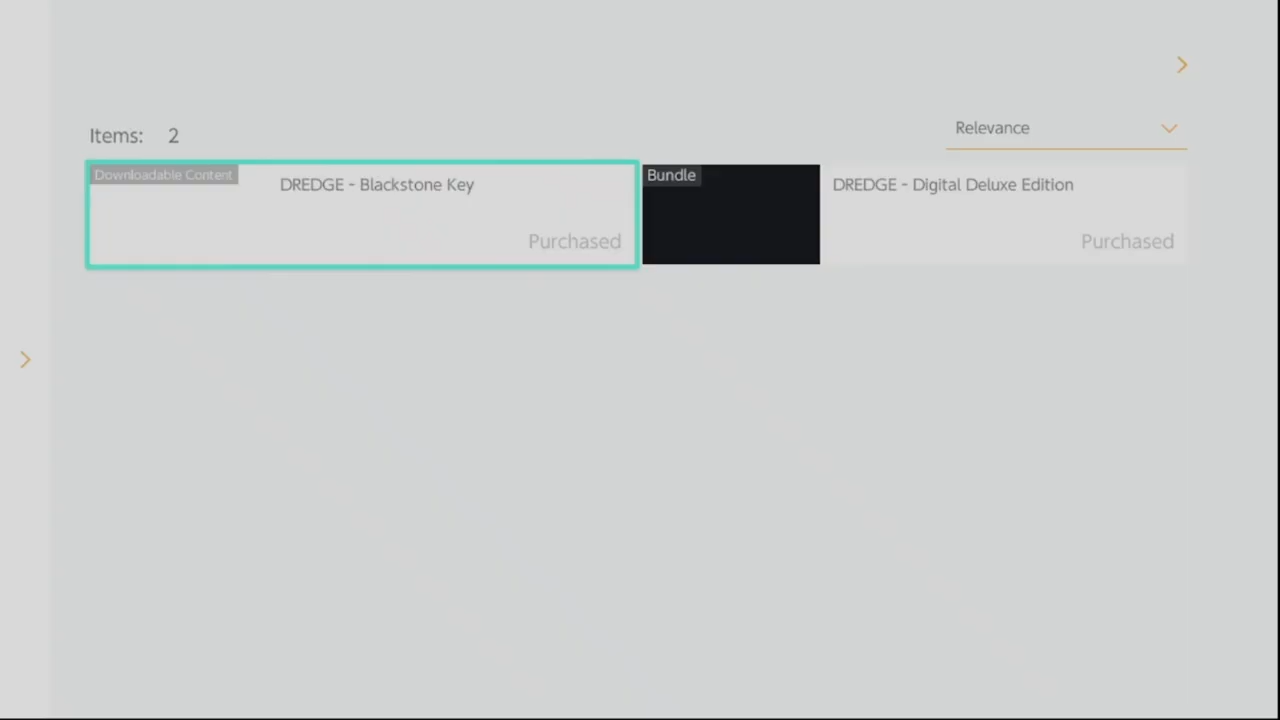 Items: 2
Relevance
Downloadable Content
DREDGE - Blackstone Key
Purchased
Bundle
DREDGE - Digital Deluxe Edition
Purchased